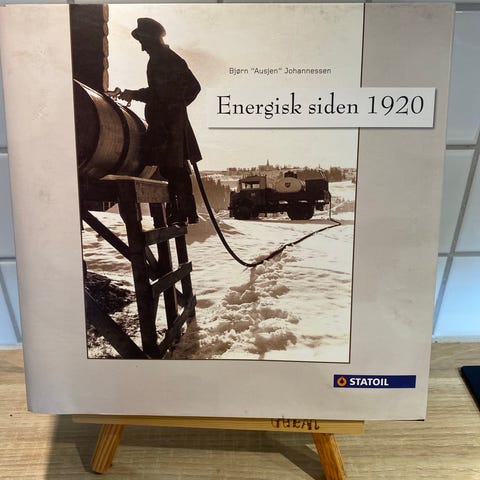 Bjørn "Ausjen" Johannessen
Energisk siden 1920
STATOIL